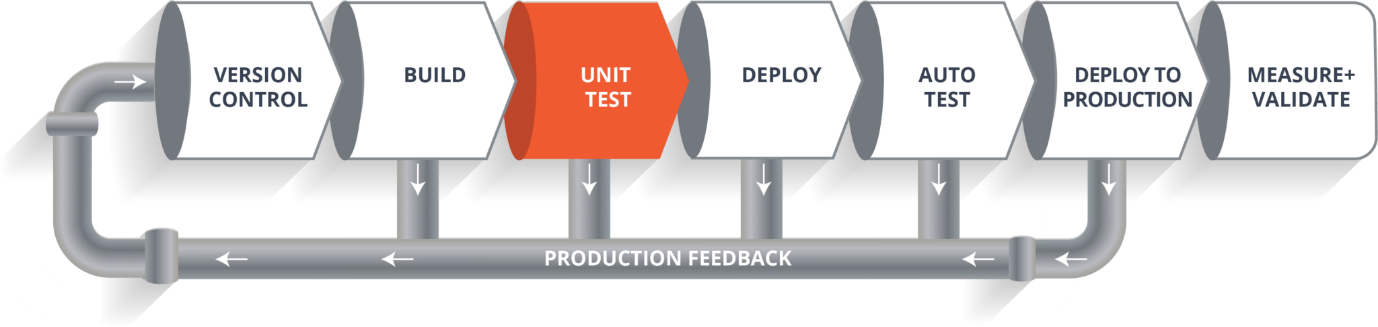 VERSION
CONTROL
BUILD
UNIT
TEST
DEPLOY
AUTO
TEST
DEPLOY TO
PRODUCTION
MEASURE+
VALIDATE
PRODUCTION FEEDBACK